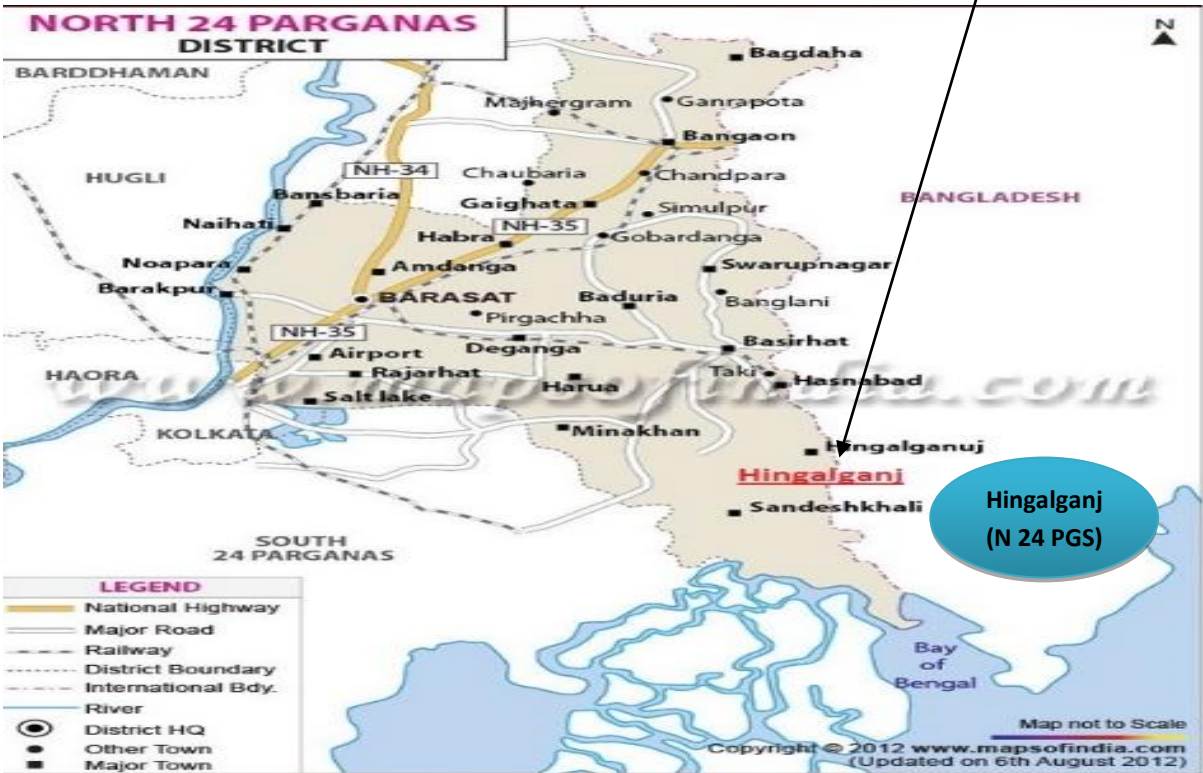 NORTH 24 PARGANAS
DISTRICT
N
BARDDHAMAN
Bagdaha
Majhergram
Ganrapota
Bangaon
HUGLI
NH-34
Chaubaria
Chandpara
Bansbaria
Gaighata
BANGLADESH
Simulpur
Naihati
NH-35
Habra
Gobardanga
Noapara
Amdanga
Swarupnagar
Barakpur
BARASAT
Baduria
Banglani
Pirgachha
NH-35
Deganga
Basirhat
Airport
HAORA
Rajarhat
Harua
Taki
Hasnabad
www.mapsofindia.com
Salt lake
KOLKATA
Minakhan
Hingalganuj
Hingalganj
Sandeshkhali
Hingalganj
(N 24 PGS)
SOUTH
24 PARGANAS
LEGEND
National Highway
Major Road
Railway
District Boundary
International Bdy.
River
District HQ
Other Town
Major Town
Bay
of
Bengal
Map not to Scale
Copyright © 2012 www.mapsofindia.com
(Updated on 6th August 2012)